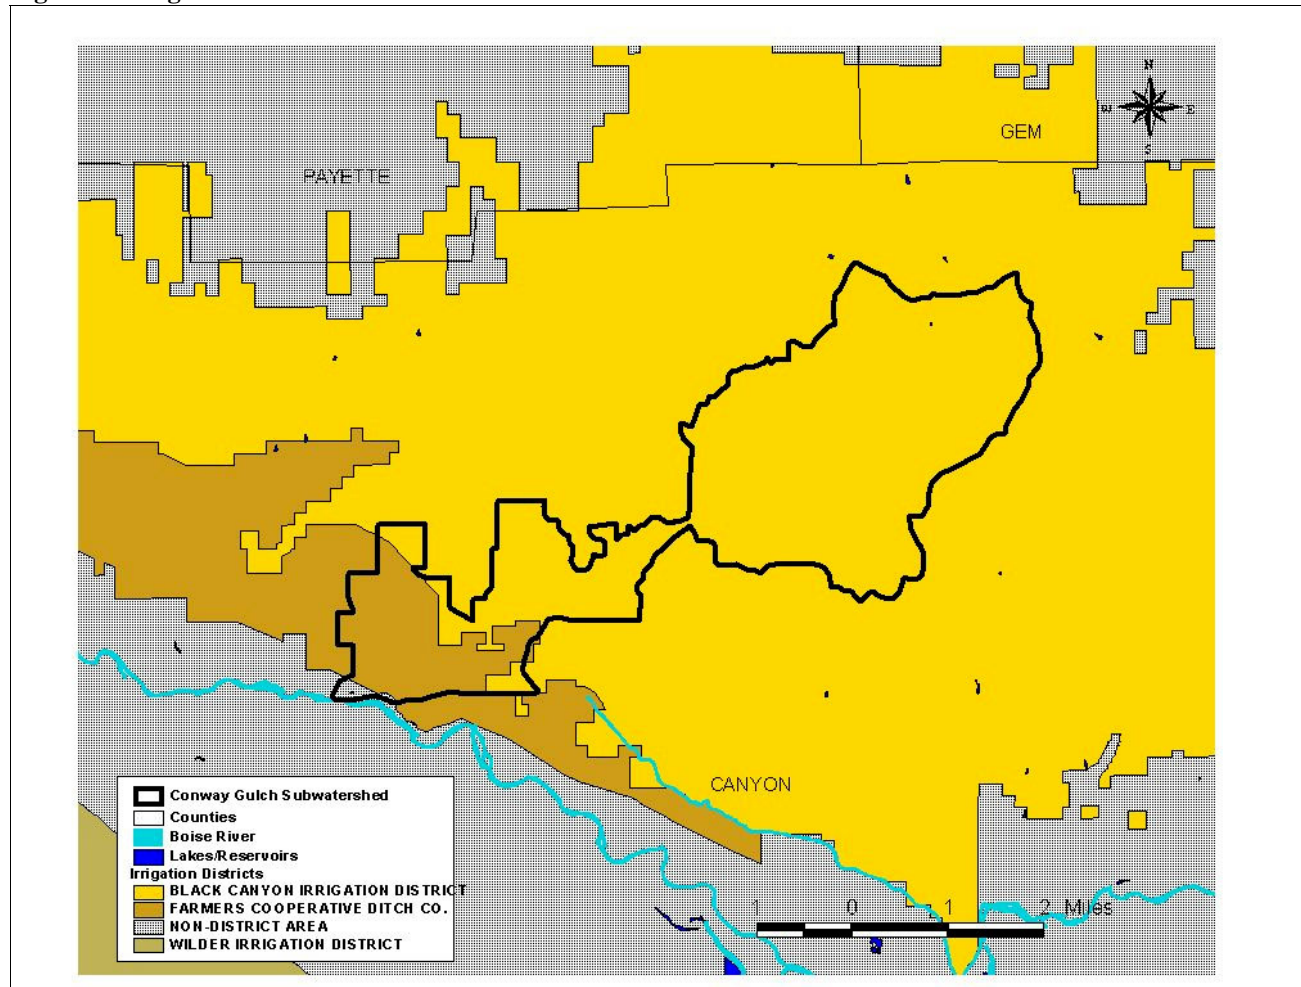 N
GEM
W E
S
PAYETTE
CANYON
Conway Gulch Subwatershed
Counties
Boise River
Lakes/Reservoirs
Irrigation Districts
BLACK CANYON IRRIGATION DISTRICT
FARMERS COOPERATIVE DITCH CO.
NON-DISTRICT AREA
WILDER IRRIGATION DISTRICT
1 0 1 2 Miles